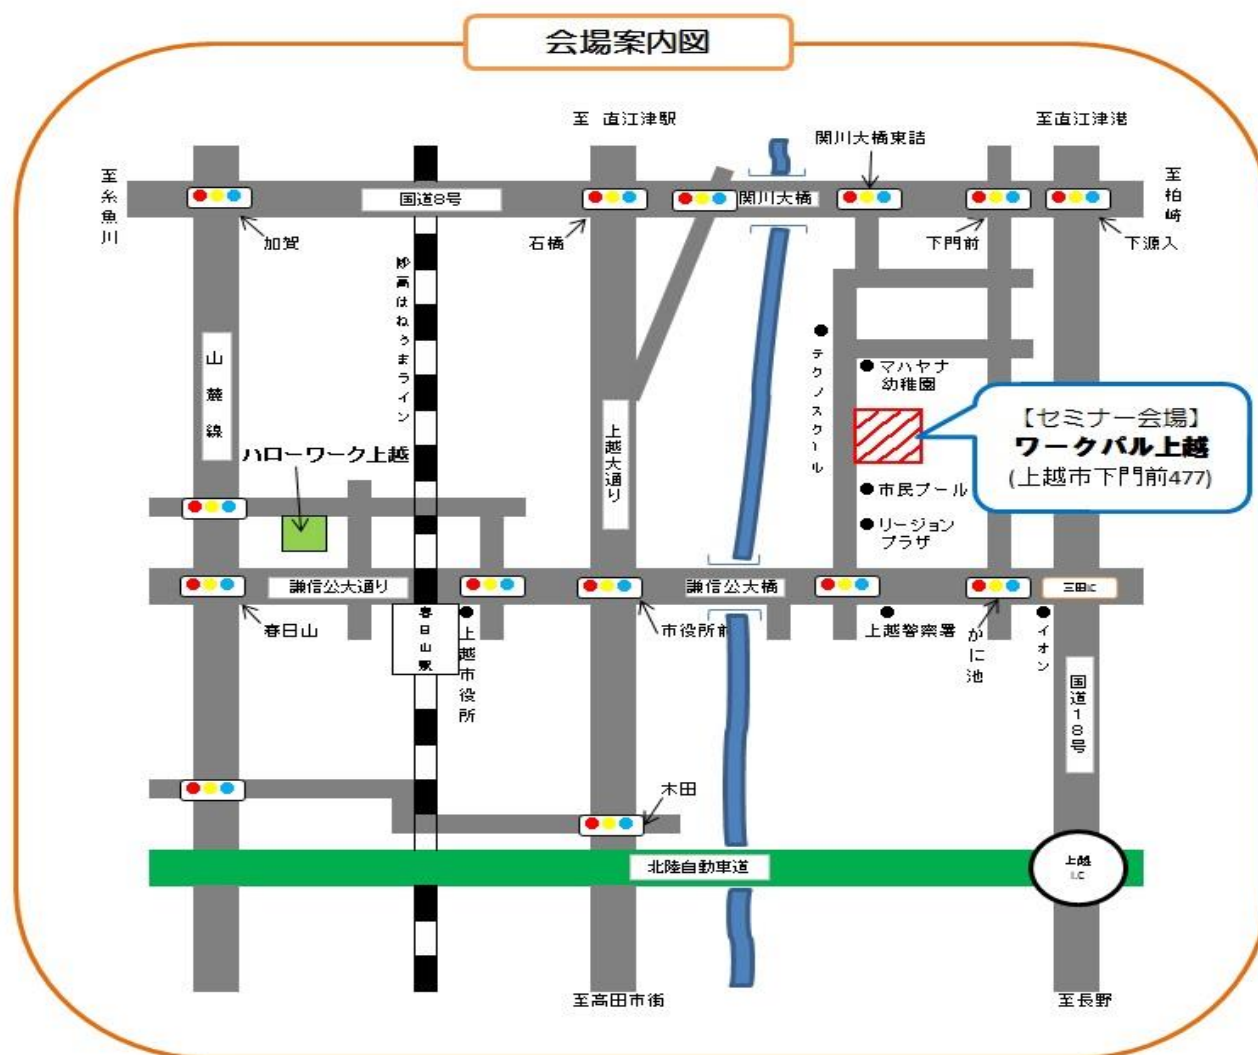 会場案内図
至 直江津駅
至直江津港
関川大橋東詰
至糸魚川
至柏崎
国道8号
関川大橋
加賀
石橋
下門前
下源入
妙高はねうまライン
山麓線
上越大通り
テクノスクール
マハヤナ
幼稚園
【セミナー会場】
ワークパル上越
(上越市下門前477)
ハローワーク上越
市民プール
リージョン
プラザ
謙信公大通り
謙信公大橋
三田IC
春日山
春日山駅
上越市役所
市役所前
上越警察署
かに池
イオン
国道18号
木田
北陸自動車道
上越
I.C
至高田市街
至長野